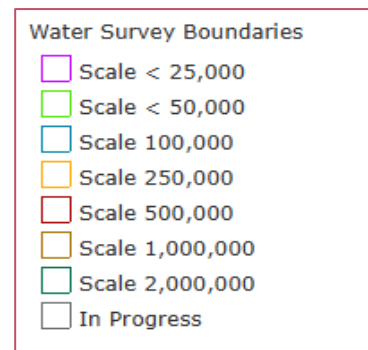 Water Survey Boundaries
Scale < 25,000
Scale < 50,000
Scale 100,000
Scale 250,000
Scale 500,000
Scale 1,000,000
Scale 2,000,000
In Progress